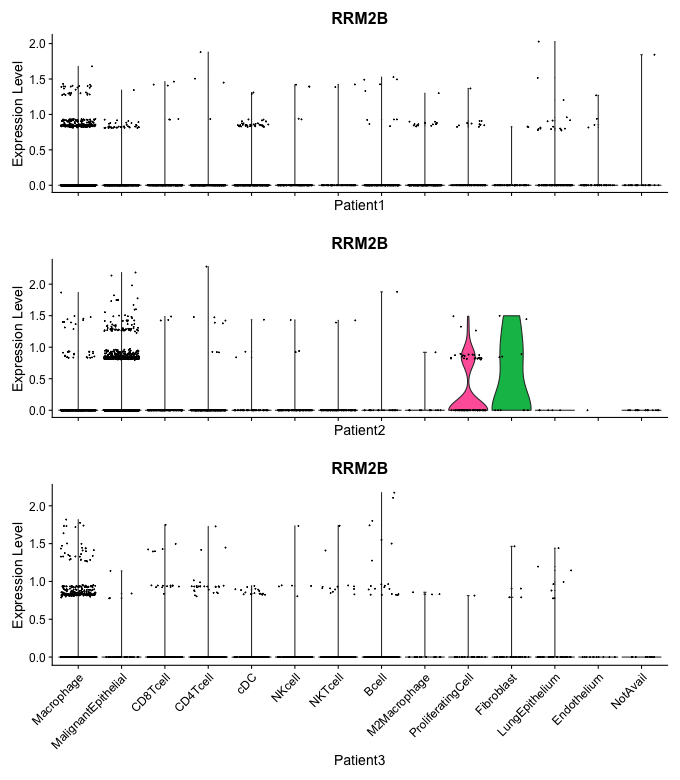 RRM2B
Expression Level
2.0
1.5
1.0
0.5
0.0
Patient1
RRM2B
Expression Level
2.0
1.5
1.0
0.5
0.0
Patient2
RRM2B
Expression Level
2.0
1.5
1.0
0.5
0.0
Macrophage
MalignantEpithelial
CD8Tcell
CD4Tcell
cDC
NKcell
NKTcell
Bcell
M2Macrophage
ProliferatingCell
Fibroblast
LungEpithelium
Endothelium
NotAvail
Patient3